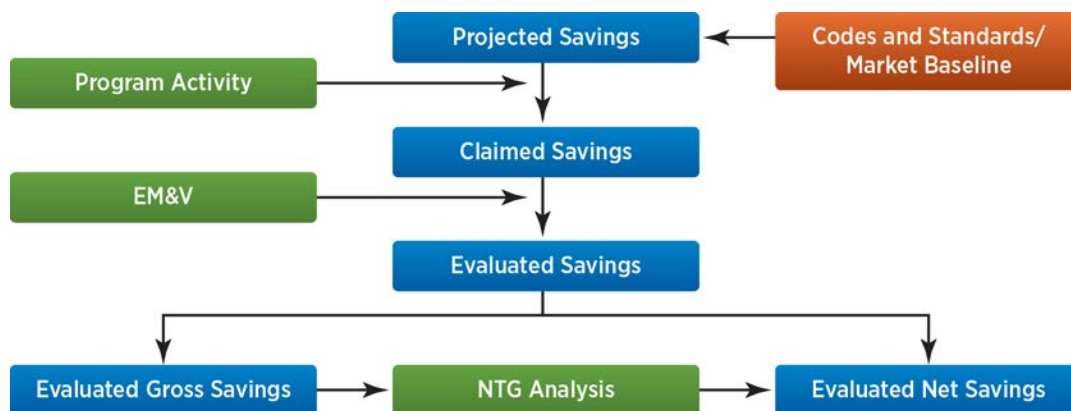 Projected Savings
Codes and Standards/
Market Baseline
Program Activity
Claimed Savings
EM&V
Evaluated Savings
Evaluated Gross Savings
NTG Analysis
Evaluated Net Savings